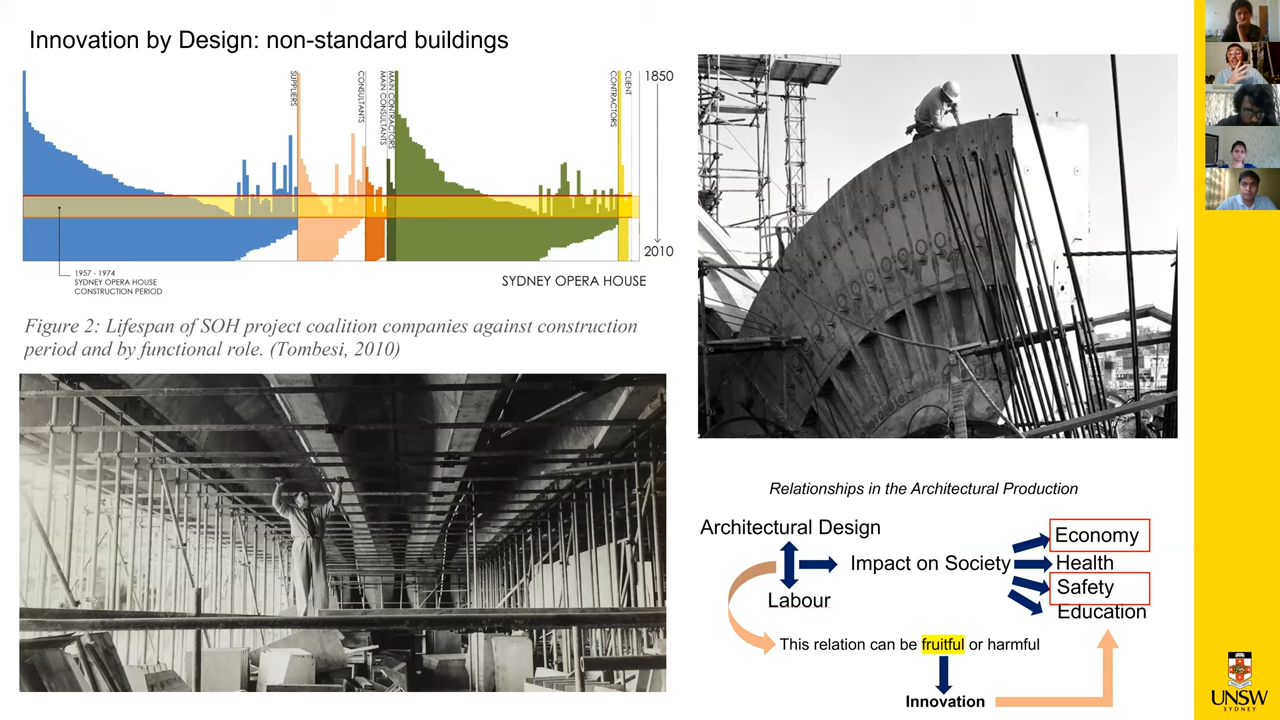 Innovation by Design: non-standard buildings
SUPPLIERS
CONSULTANTS
MAIN CONSULTANTS
MAIN CONTRACTORS
CONTRACTORS
CLIENT
1850
2010
1957 - 1974
SYDNEY OPERA HOUSE
CONSTRUCTION PERIOD
SYDNEY OPERA HOUSE
Figure 2: Lifespan of SOH project coalition companies against construction
period and by functional role. (Tombesi, 2010)
Relationships in the Architectural Production
Architectural Design
Impact on Society
Labour
Economy
Health
Safety
Education
This relation can be fruitful or harmful
Innovation
UNSW
SYDNEY